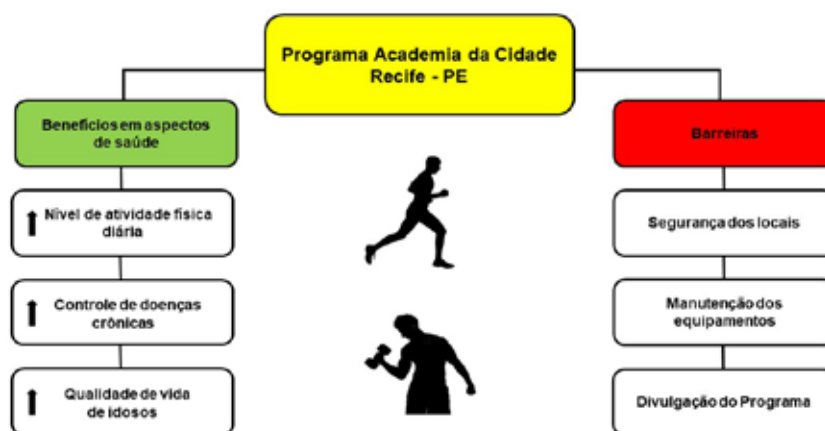 Programa Academia da Cidade
Recife - PE
Benefícios em aspectos
de saúde
Nível de atividade física
diária
Controle de doenças
crônicas
Qualidade de vida
de idosos
Barreiras
Segurança dos locais
Manutenção dos
equipamentos
Divulgação do Programa